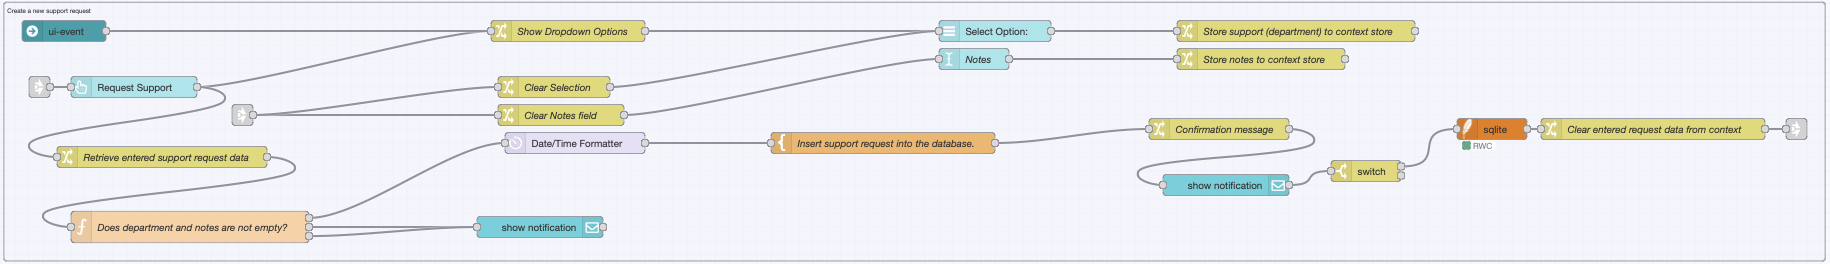 Create a new support request
ui-event
Show Dropdown Options
Select Option:
Store support (department) to context store
Notes
Store notes to context store
Request Support
Clear Selection
Clear Notes field
Date/Time Formatter
Insert support request into the database.
Confirmation message
sqlite
Clear entered request data from context
RWC
Retrieve entered support request data
switch
show notification
Does department and notes are not empty?
show notification